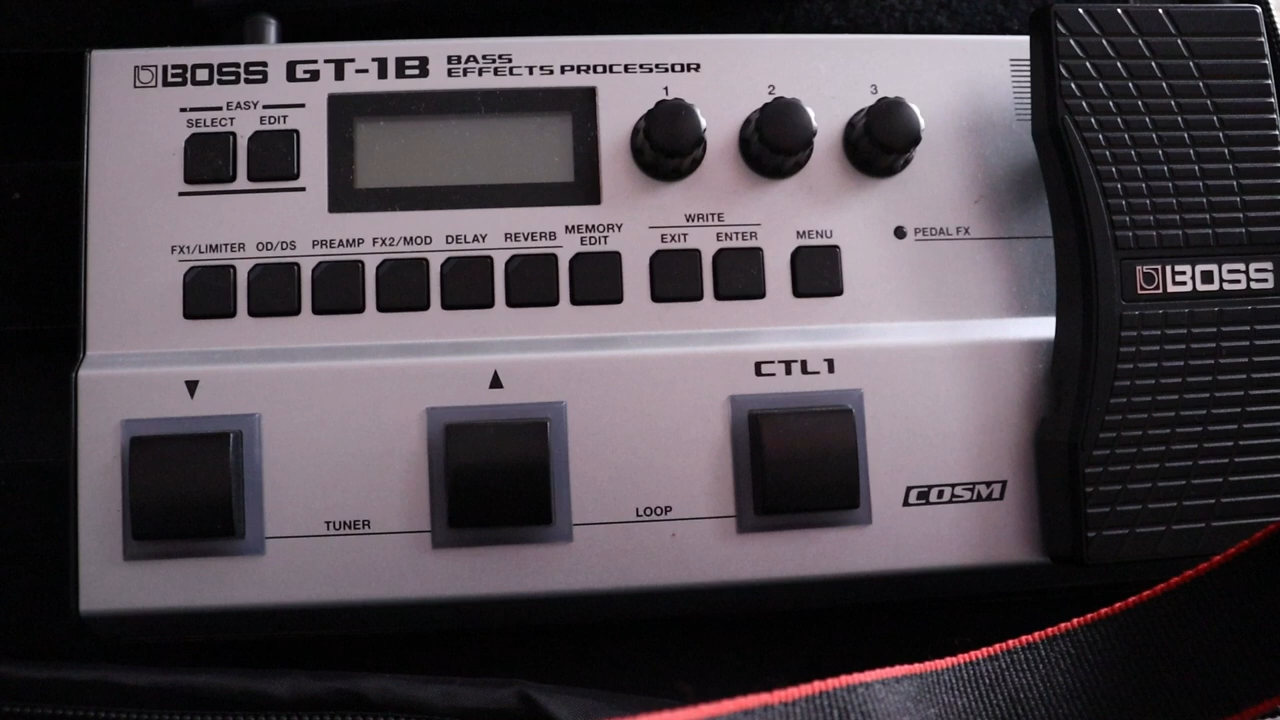 BOSS GT-1B BASS
EFFECTS PROCESSOR
EASY
SELECT EDIT
1 2 3
FX1/LIMITER OD/DS PREAMP FX2/MOD DELAY REVERB MEMORY
EDIT
WRITE
EXIT ENTER
MENU
PEDAL FX
BOSS
CTL1
TUNER
LOOP
COSM